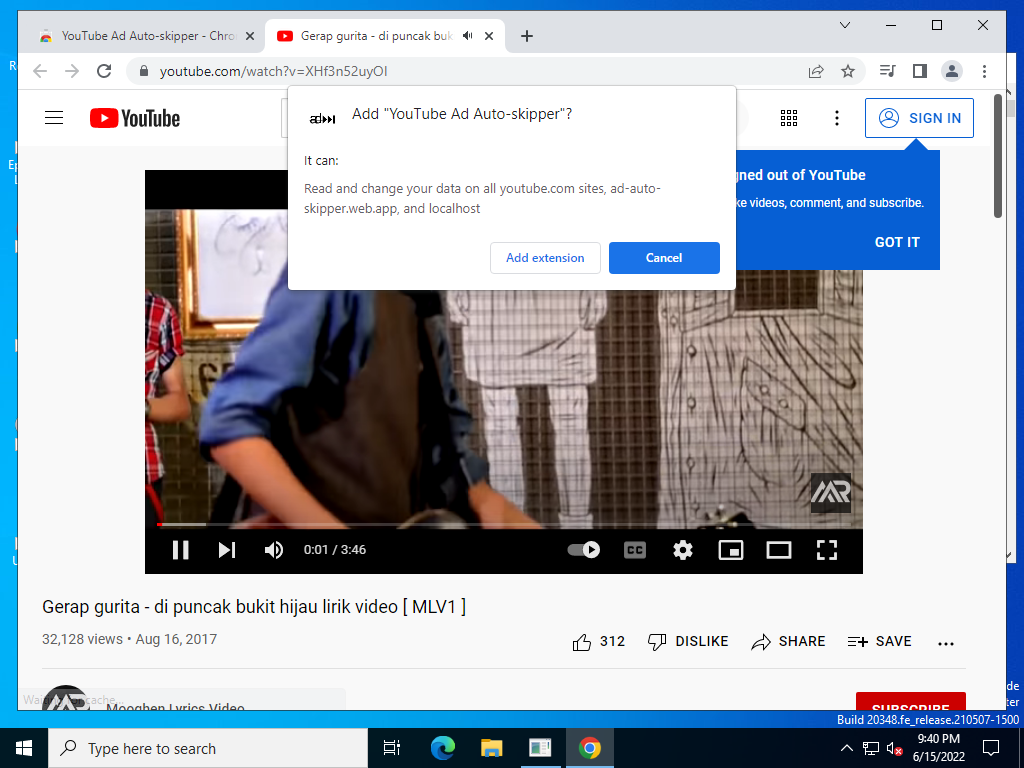 YouTube Ad Auto-skipper - Chro
Gerap gurita - di puncak buk
youtube.com/watch?v=XHf3n52uyOI
YouTube
SIGN IN
Add "YouTube Ad Auto-skipper"?
It can:
Read and change your data on all youtube.com sites, ad-auto-
skipper.web.app, and localhost
Add extension
Cancel
gned out of YouTube
ke videos, comment, and subscribe.
GOT IT
0:01 / 3:46
CC
Gerap gurita - di puncak bukit hijau lirik video [ MLV1 ]
32,128 views • Aug 16, 2017
312
DISLIKE
SHARE
SAVE
Mooghen Lyrics Video
SUBSCRIBE
Build 20348.fe_release.210507-1500
Type here to search
9:40 PM
6/15/2022